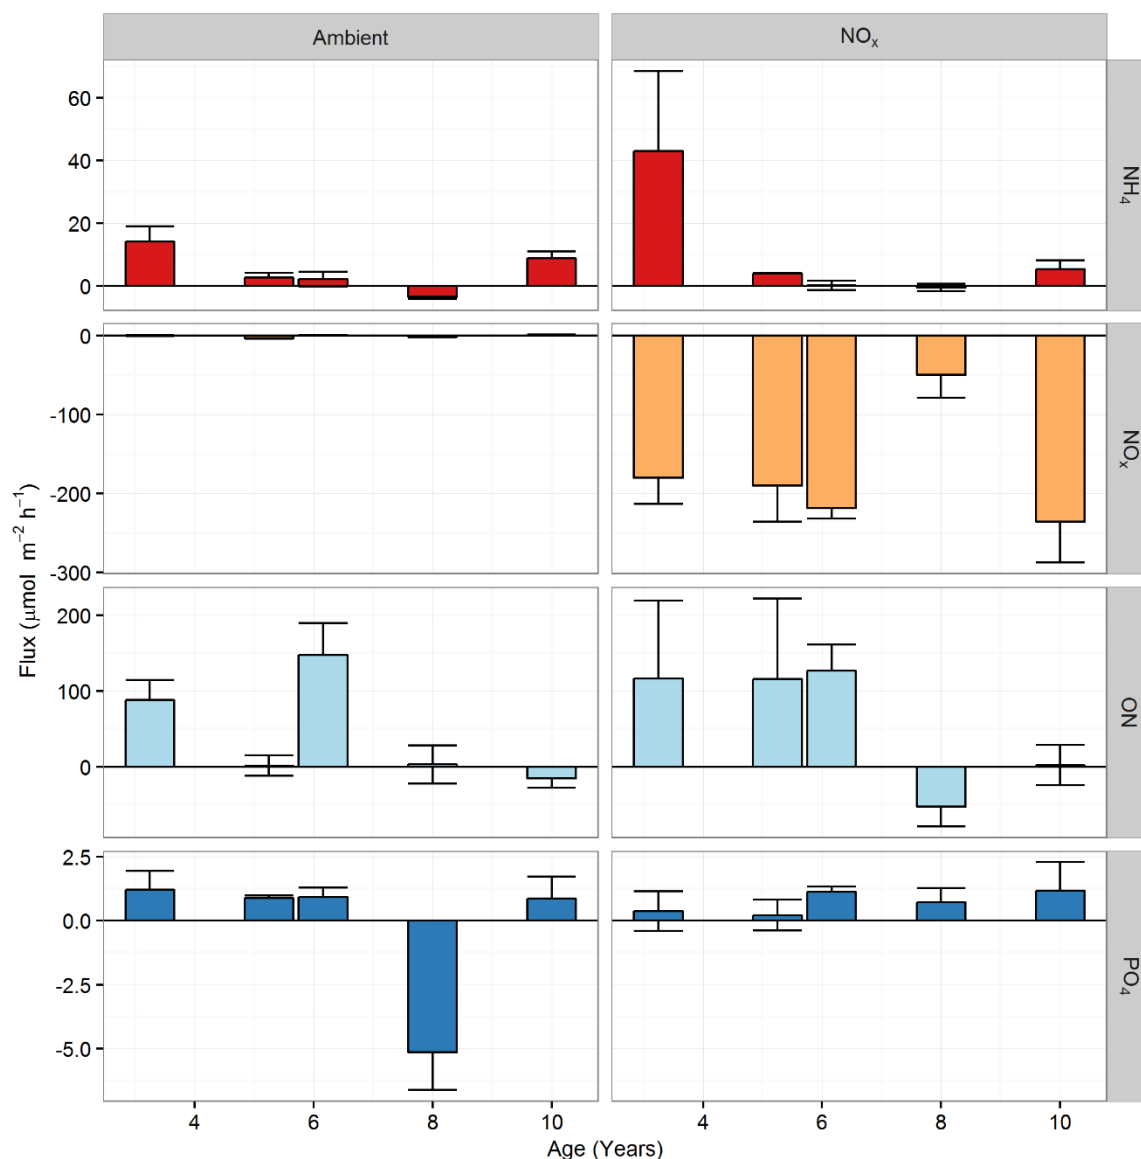 Ambient
NOₓ
60
40
20
0
NH₄
0
-100
-200
-300
NOₓ
200
100
0
ON
2.5
0.0
-2.5
-5.0
PO₄
Flux (μmol m⁻² h⁻¹)
4 6 8 10
4 6 8 10
Age (Years)